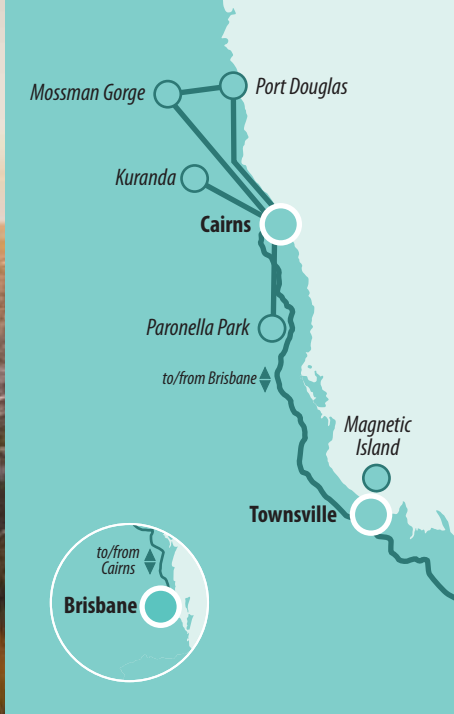 Mossman Gorge
Port Douglas
Kuranda
Cairns
Paronella Park
to/from Brisbane
Magnetic
Island
Townsville
to/from
Cairns
Brisbane